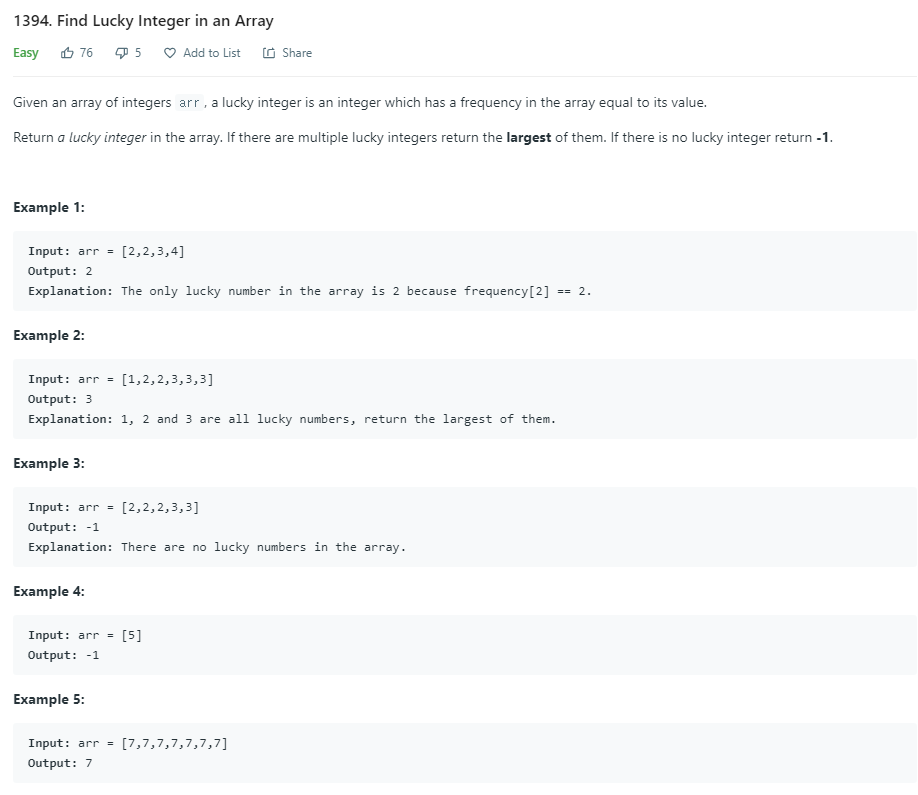 1394. Find Lucky Integer in an Array
Easy 76 5 Add to List Share
Given an array of integers arr , a lucky integer is an integer which has a frequency in the array equal to its value.
Return a lucky integer in the array. If there are multiple lucky integers return the largest of them. If there is no lucky integer return -1.
Example 1:
Input: arr = [2,2,3,4]
Output: 2
Explanation: The only lucky number in the array is 2 because frequency[2] == 2.
Example 2:
Input: arr = [1,2,2,3,3,3]
Output: 3
Explanation: 1, 2 and 3 are all lucky numbers, return the largest of them.
Example 3:
Input: arr = [2,2,2,3,3]
Output: -1
Explanation: There are no lucky numbers in the array.
Example 4:
Input: arr = [5]
Output: -1
Example 5:
Input: arr = [7,7,7,7,7,7,7]
Output: 7